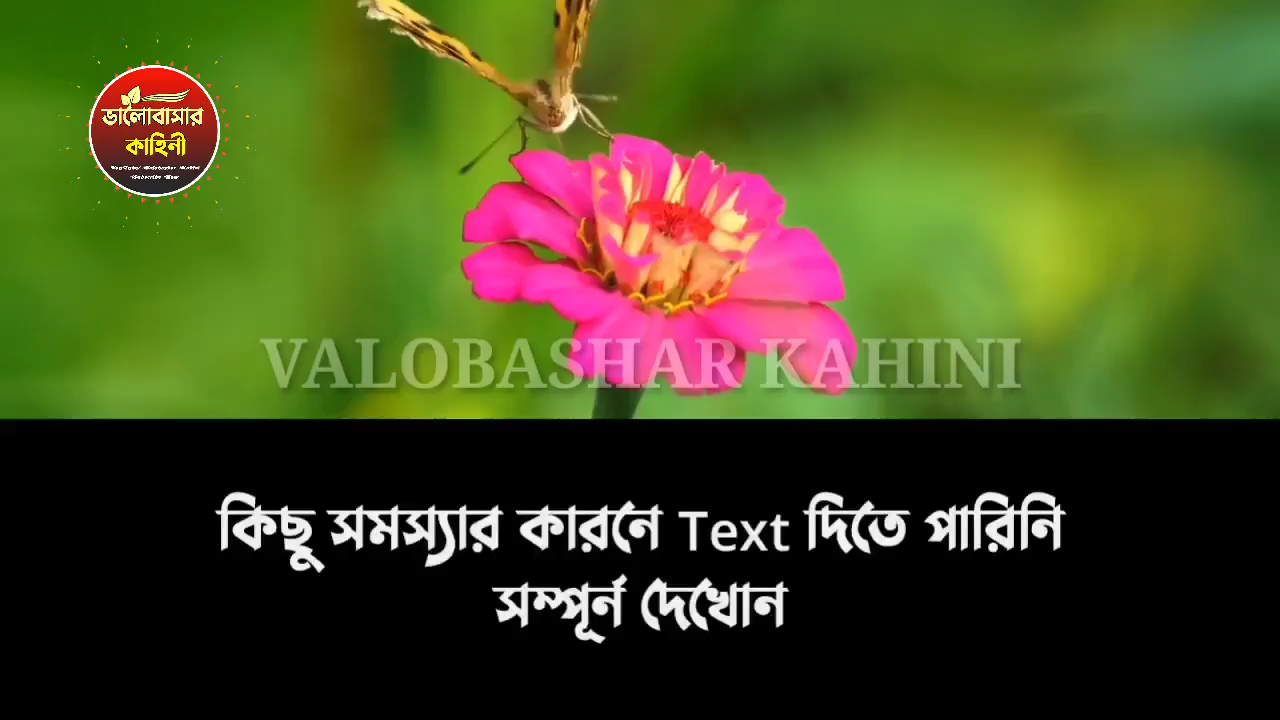 ভালোবাসার
কাহিনী
VALOBASHAR KAHINI
কিছু সমস্যার কারনে Text দিতে পারিনি
সম্পূর্ন দেখোন